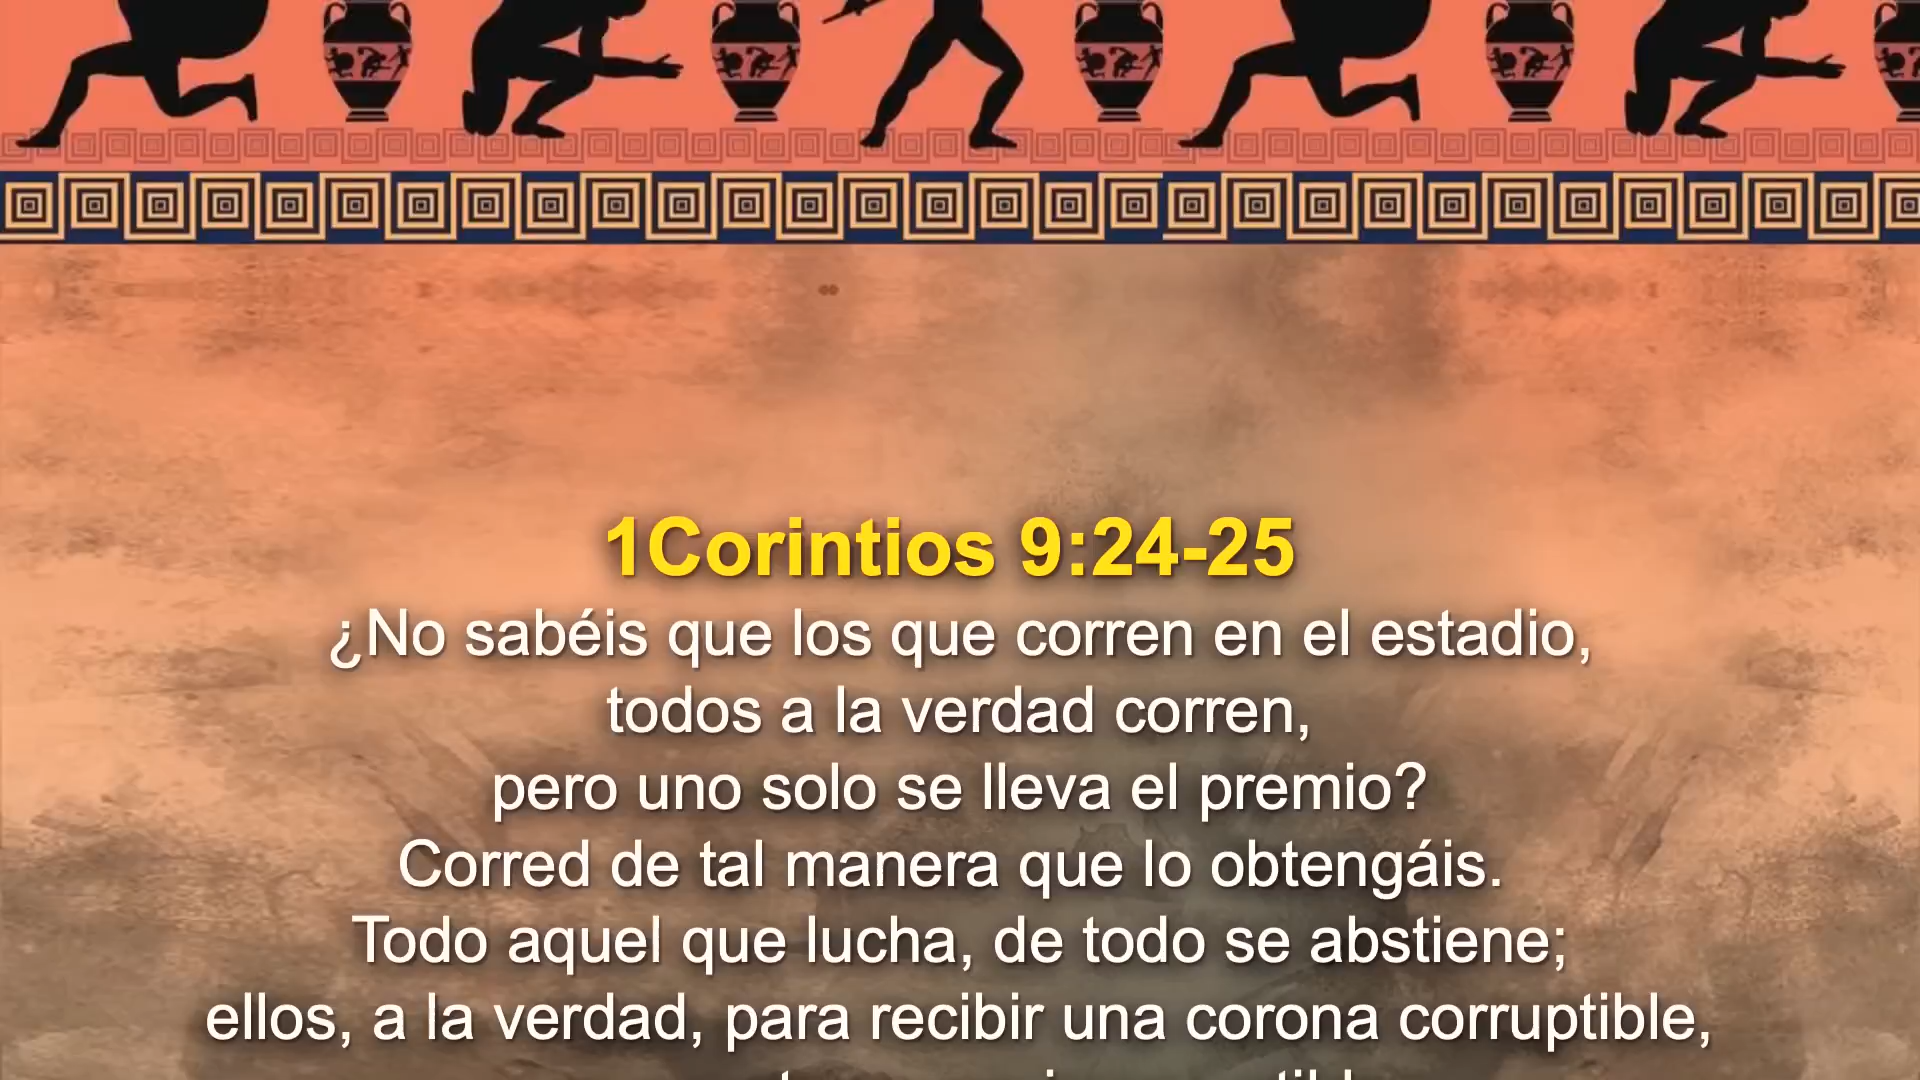 1Corintios 9:24-25
¿No sabéis que los que corren en el estadio,
todos a la verdad corren,
pero uno solo se lleva el premio?
Corred de tal manera que lo obtengáis.
Todo aquel que lucha, de todo se abstiene;
ellos, a la verdad, para recibir una corona corruptible,